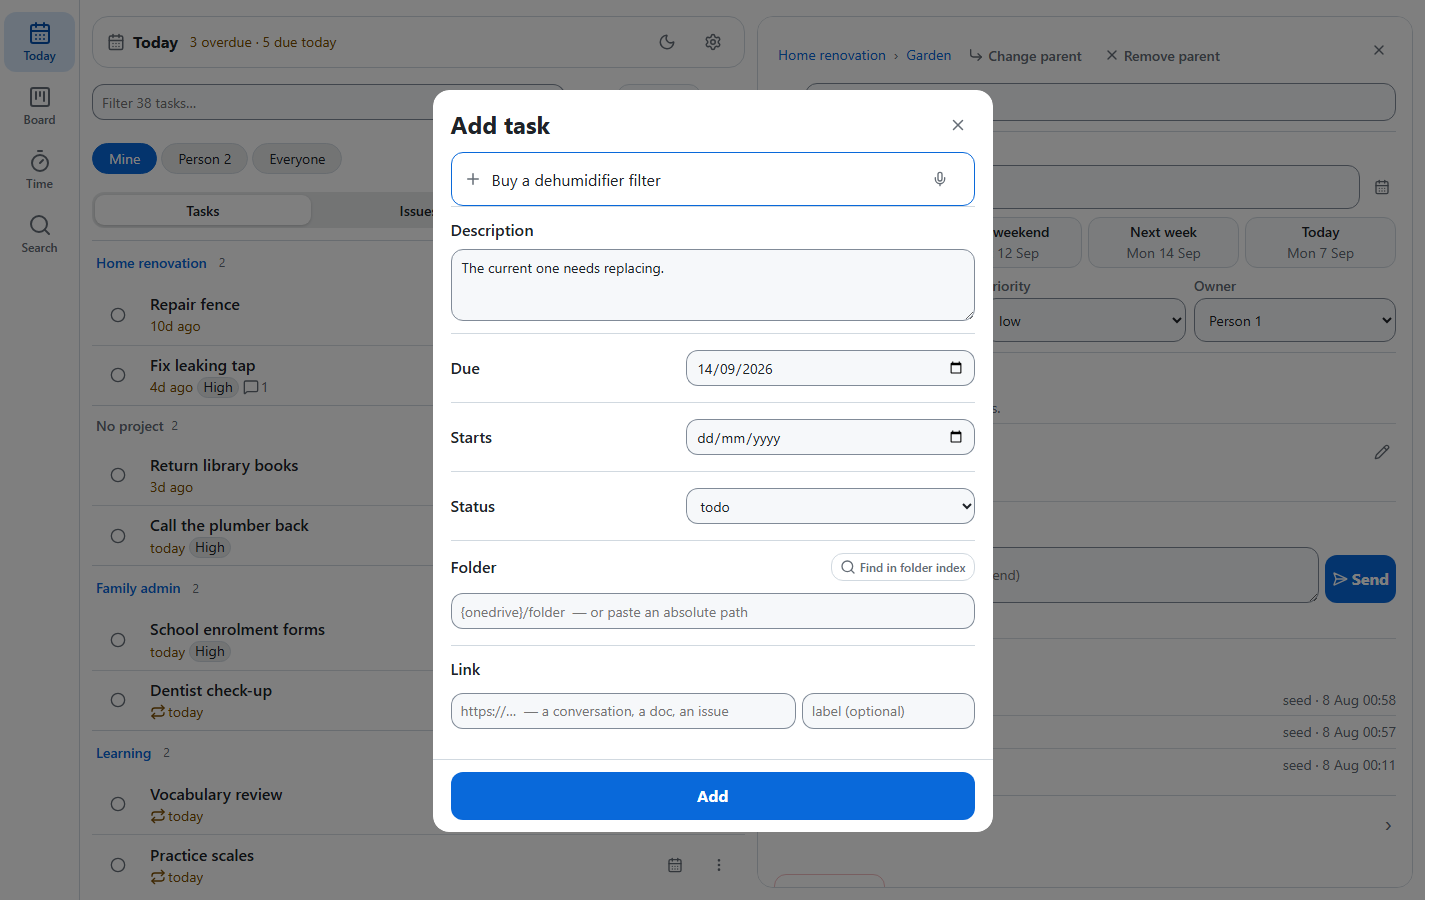 Today
Board
Time
Search
Today 3 overdue · 5 due today
Filter 38 tasks...
Mine
Person 2
Everyone
Tasks
Issues
Home renovation 2
Repair fence
10d ago
Fix leaking tap
4d ago High 1
No project 2
Return library books
3d ago
Call the plumber back
today High
Family admin 2
School enrolment forms
today High
Dentist check-up
today
Learning 2
Vocabulary review
today
Practice scales
today
Add task
Buy a dehumidifier filter
Description
The current one needs replacing.
Due
14/09/2026
Starts
dd/mm/yyyy
Status
todo
Folder
Find in folder index
{onedrive}/folder — or paste an absolute path
Link
https://... — a conversation, a doc, an issue
label (optional)
Add
Home renovation › Garden
Change parent
Remove parent
weekend
12 Sep
Next week
Mon 14 Sep
Today
Mon 7 Sep
Owner
low
Person 1
Send
seed · 8 Aug 00:58
seed · 8 Aug 00:57
seed · 8 Aug 00:11